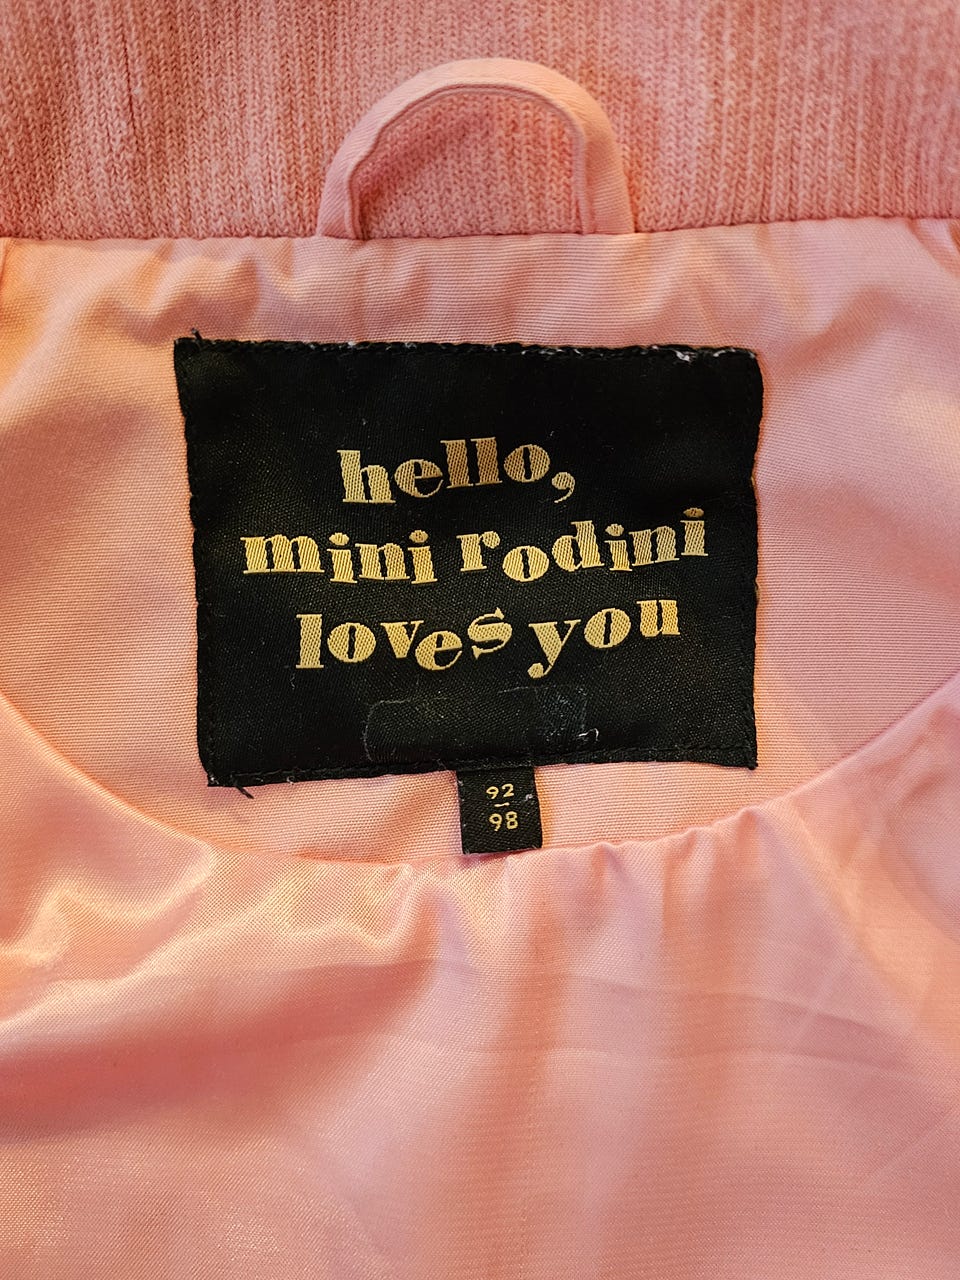 hello,
mini rodini
loves you
92
–
98